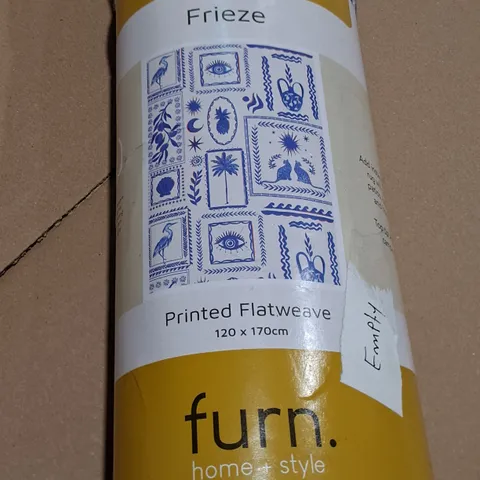 Frieze
Printed Flatweave
120 x 170cm
Empty
furn.
home + style